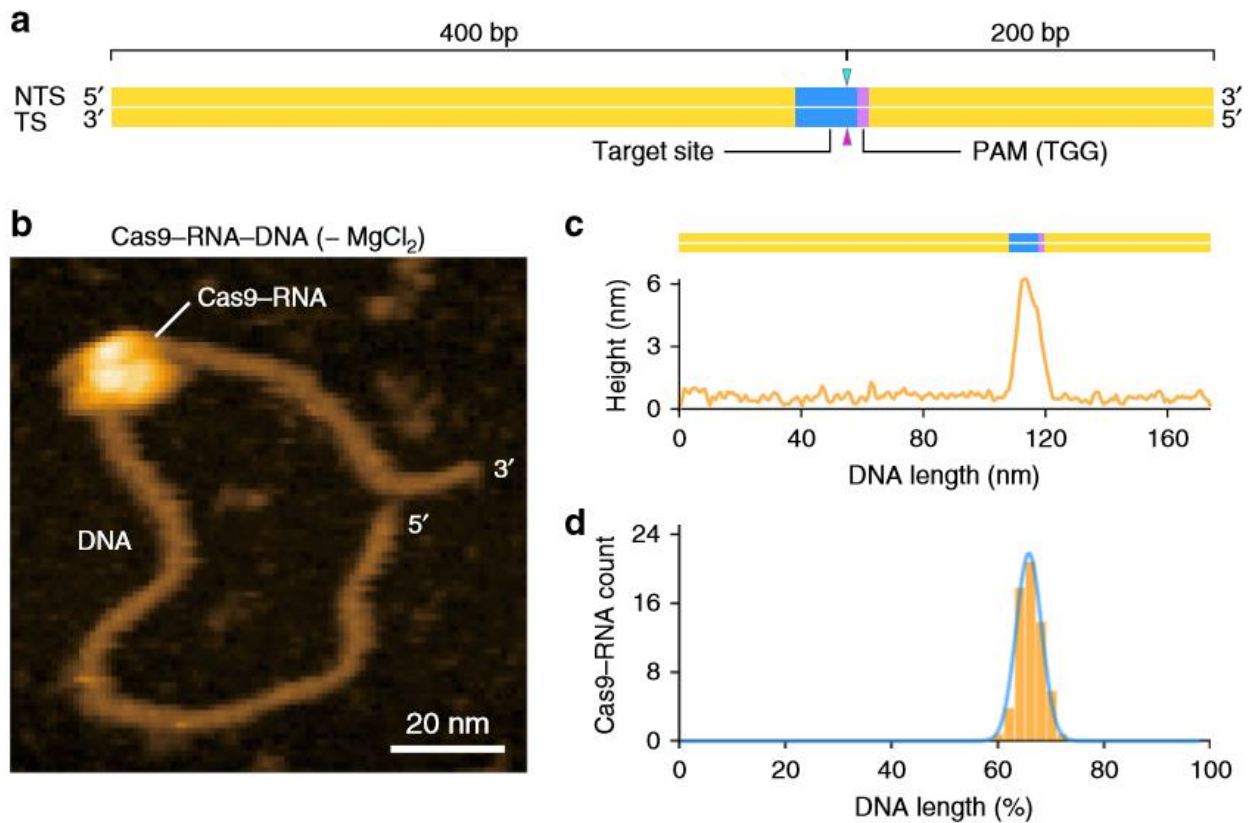 a
400 bp 200 bp
NTS 5′ 3′
TS 3′ 5′
Target site PAM (TGG)
b
Cas9–RNA–DNA (– MgCl₂)
Cas9–RNA
3′
5′
DNA
20 nm
c
Height (nm)
6
3
0
0 40 80 120 160
DNA length (nm)
d
Cas9–RNA count
24
16
8
0
0 20 40 60 80 100
DNA length (%)